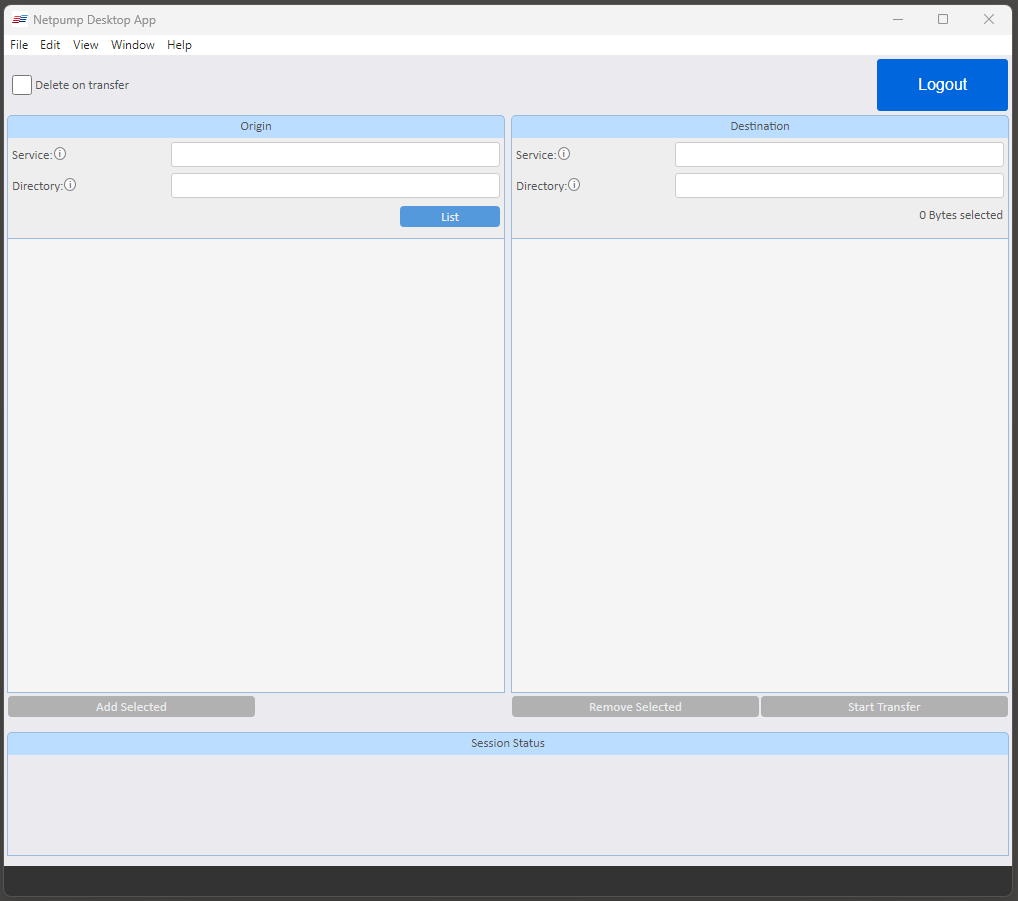 Netpump Desktop App
File Edit View Window Help
Delete on transfer
Logout
Origin
Service:
Directory:
List
Destination
Service:
Directory:
0 Bytes selected
Add Selected
Remove Selected
Start Transfer
Session Status